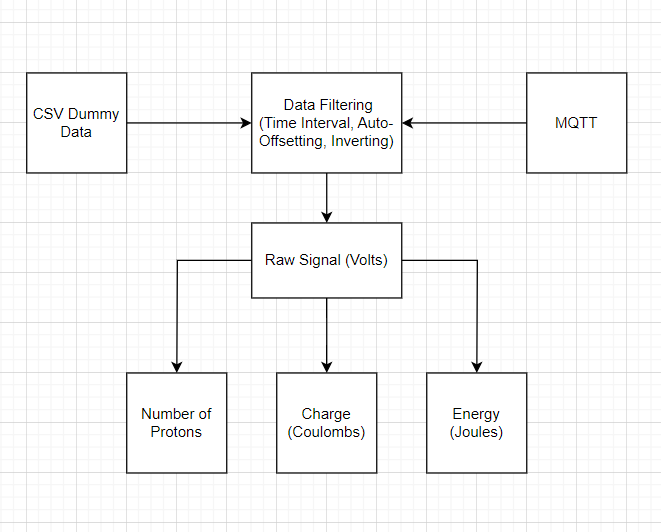 CSV Dummy
Data
Data Filtering
(Time Interval, Auto-
Offsetting, Inverting)
MQTT
Raw Signal (Volts)
Number of
Protons
Charge
(Coulombs)
Energy
(Joules)